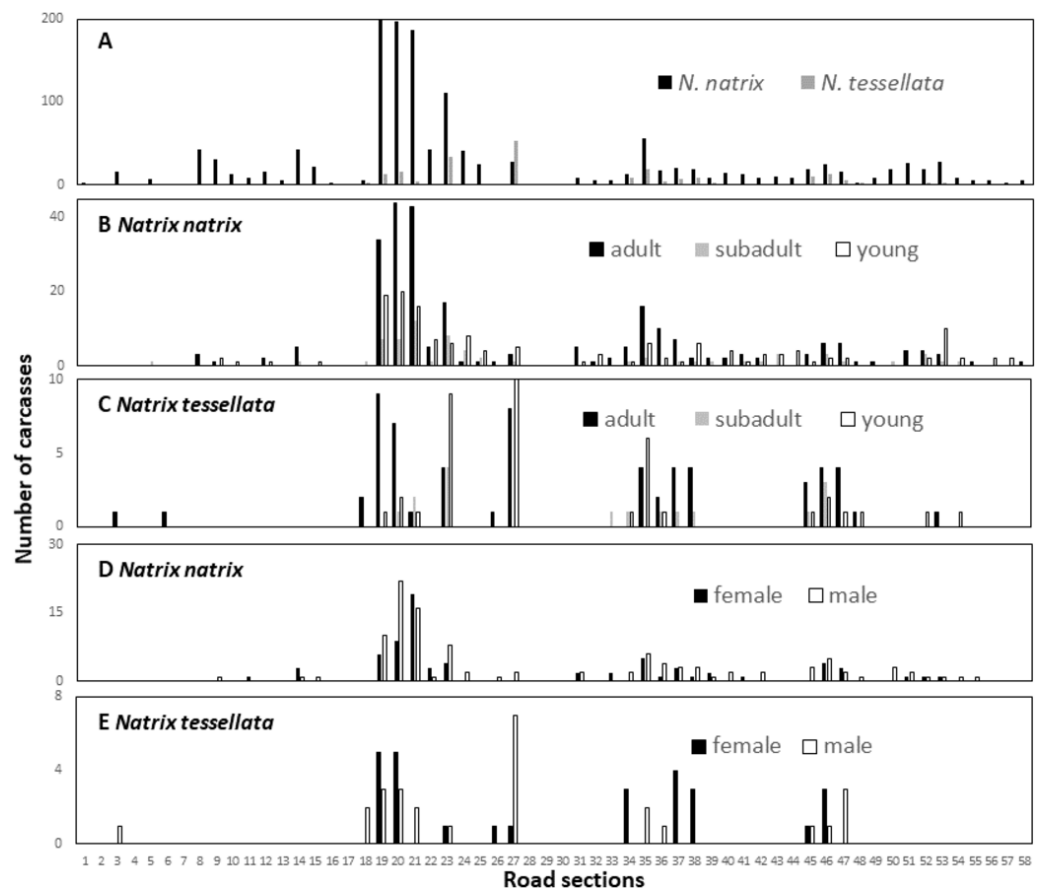 Number of carcasses
200
A
N. natrix N. tessellata
100
0
B Natrix natrix
40
adult subadult young
20
0
10
C Natrix tessellata
adult subadult young
5
0
30
D Natrix natrix
female male
15
0
8
E Natrix tessellata
female male
4
0
1 2 3 4 5 6 7 8 9 10 11 12 13 14 15 16 17 18 19 20 21 22 23 24 25 26 27 28 29 30 31 32 33 34 35 36 37 38 39 40 41 42 43 44 45 46 47 48 49 50 51 52 53 54 55 56 57 58
Road sections